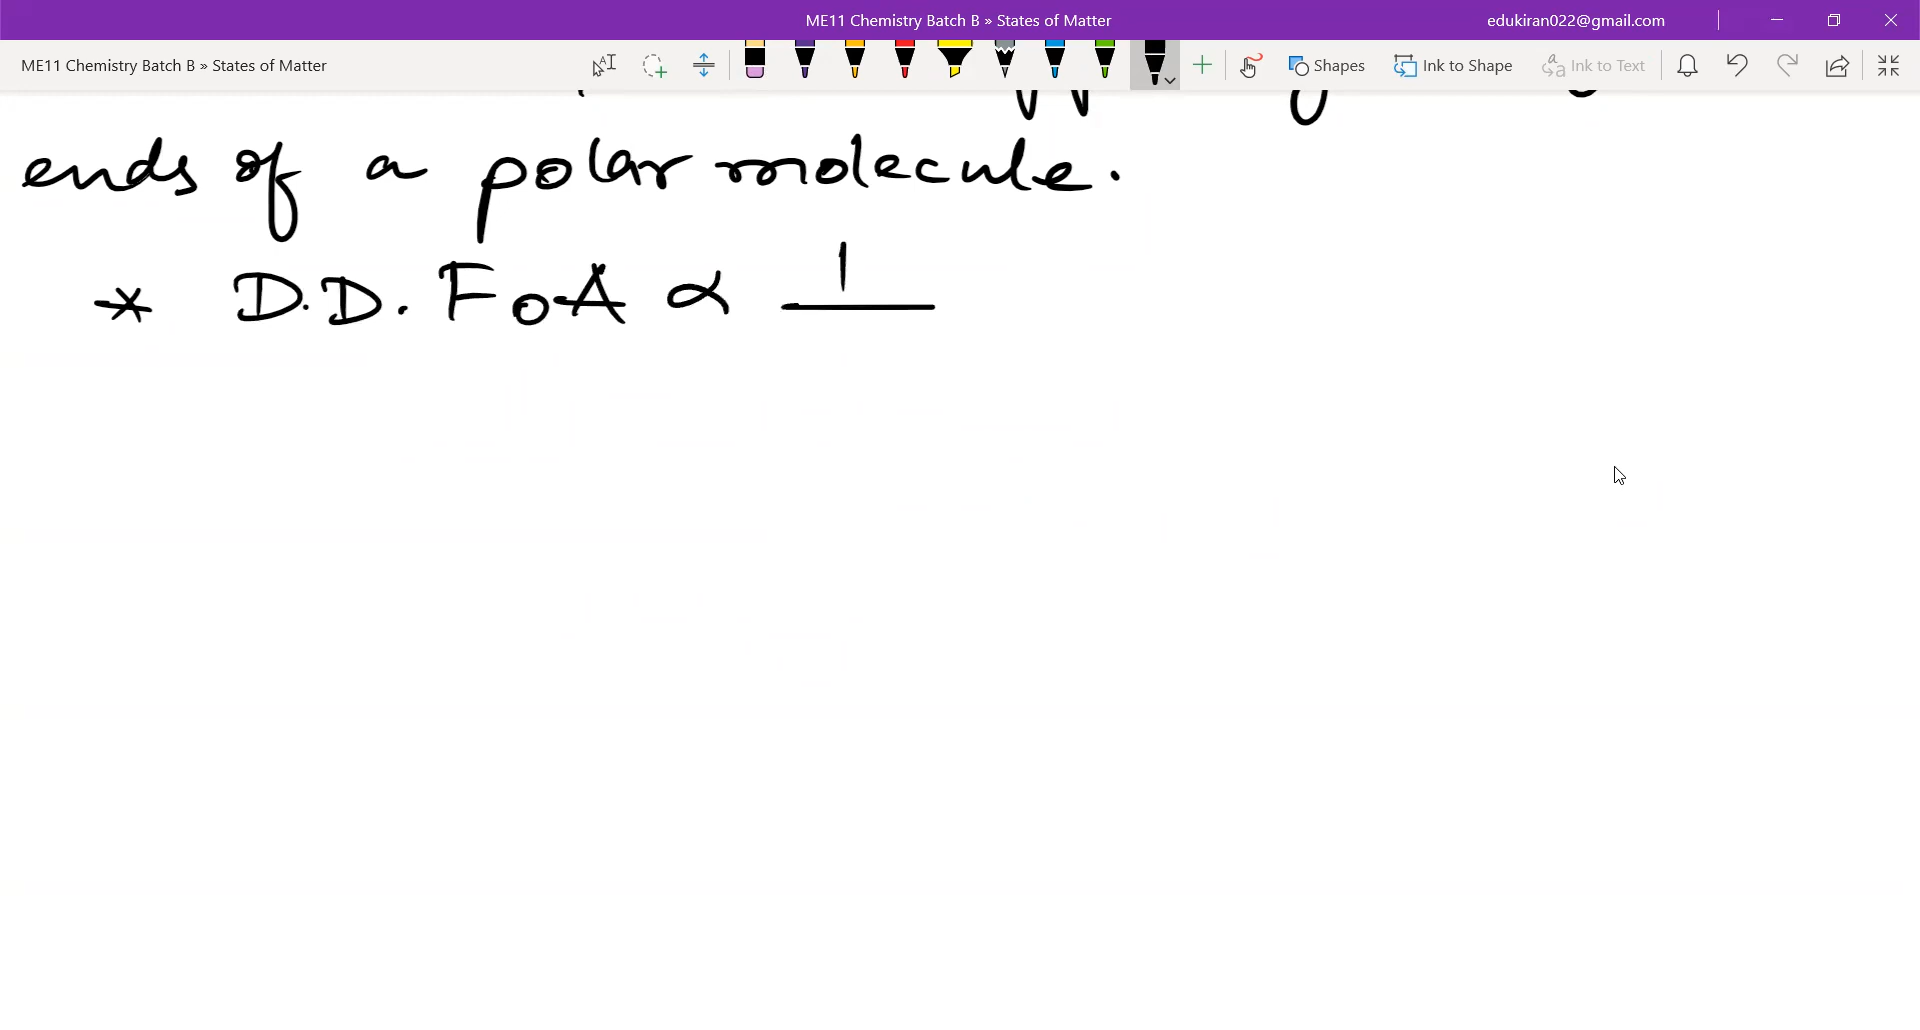 ME11 Chemistry Batch B » States of Matter edukiran022@gmail.com
ME11 Chemistry Batch B » States of Matter Shapes Ink to Shape Ink to Text
ends of a polar molecule.
* D.D. FoA ∝ 1